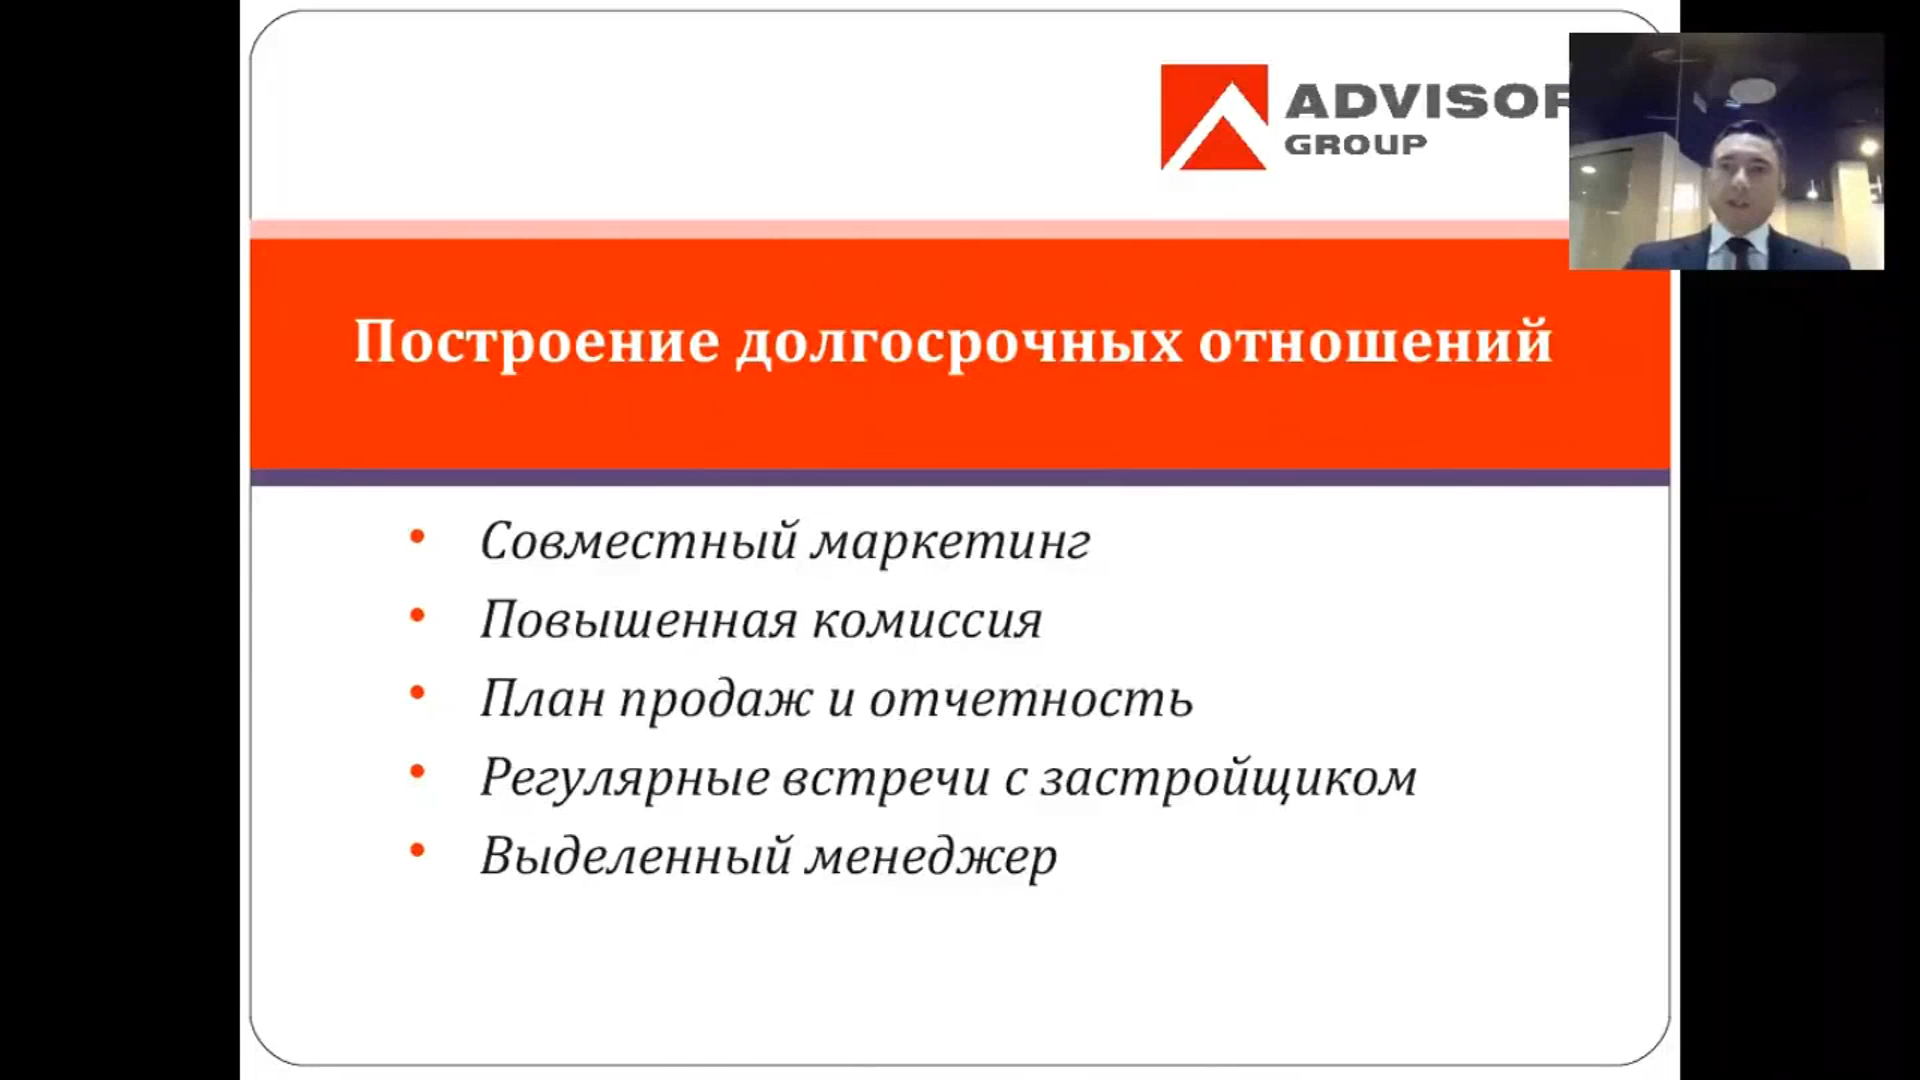 ADVISOR
GROUP
Построение долгосрочных отношений
• Совместный маркетинг
• Повышенная комиссия
• План продаж и отчетность
• Регулярные встречи с застройщиком
• Выделенный менеджер